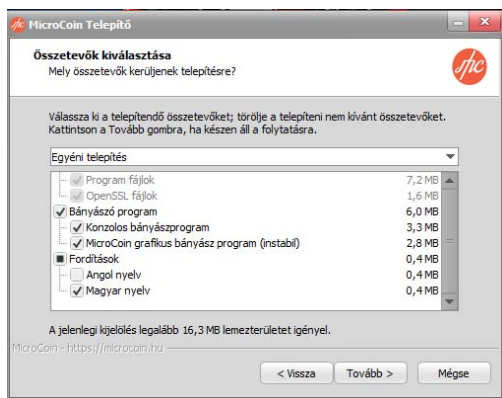 MicroCoin Telepítő
Összetevők kiválasztása
Mely összetevők kerüljenek telepítésre?
mc
Válassza ki a telepítendő összetevőket; törölje a telepíteni nem kívánt összetevőket.
Kattintson a Tovább gombra, ha készen áll a folytatásra.
Egyéni telepítés
Program fájlok 7,2 MB
OpenSSL fájlok 1,6 MB
Bányászó program 6,0 MB
Konzolos bányászprogram 3,3 MB
MicroCoin grafikus bányász program (instabil) 2,8 MB
Fordítások 0,4 MB
Angol nyelv 0,4 MB
Magyar nyelv 0,4 MB
A jelenlegi kijelölés legalább 16,3 MB lemezterületet igényel.
MicroCoin - https://microcoin.hu
< Vissza Tovább > Mégse